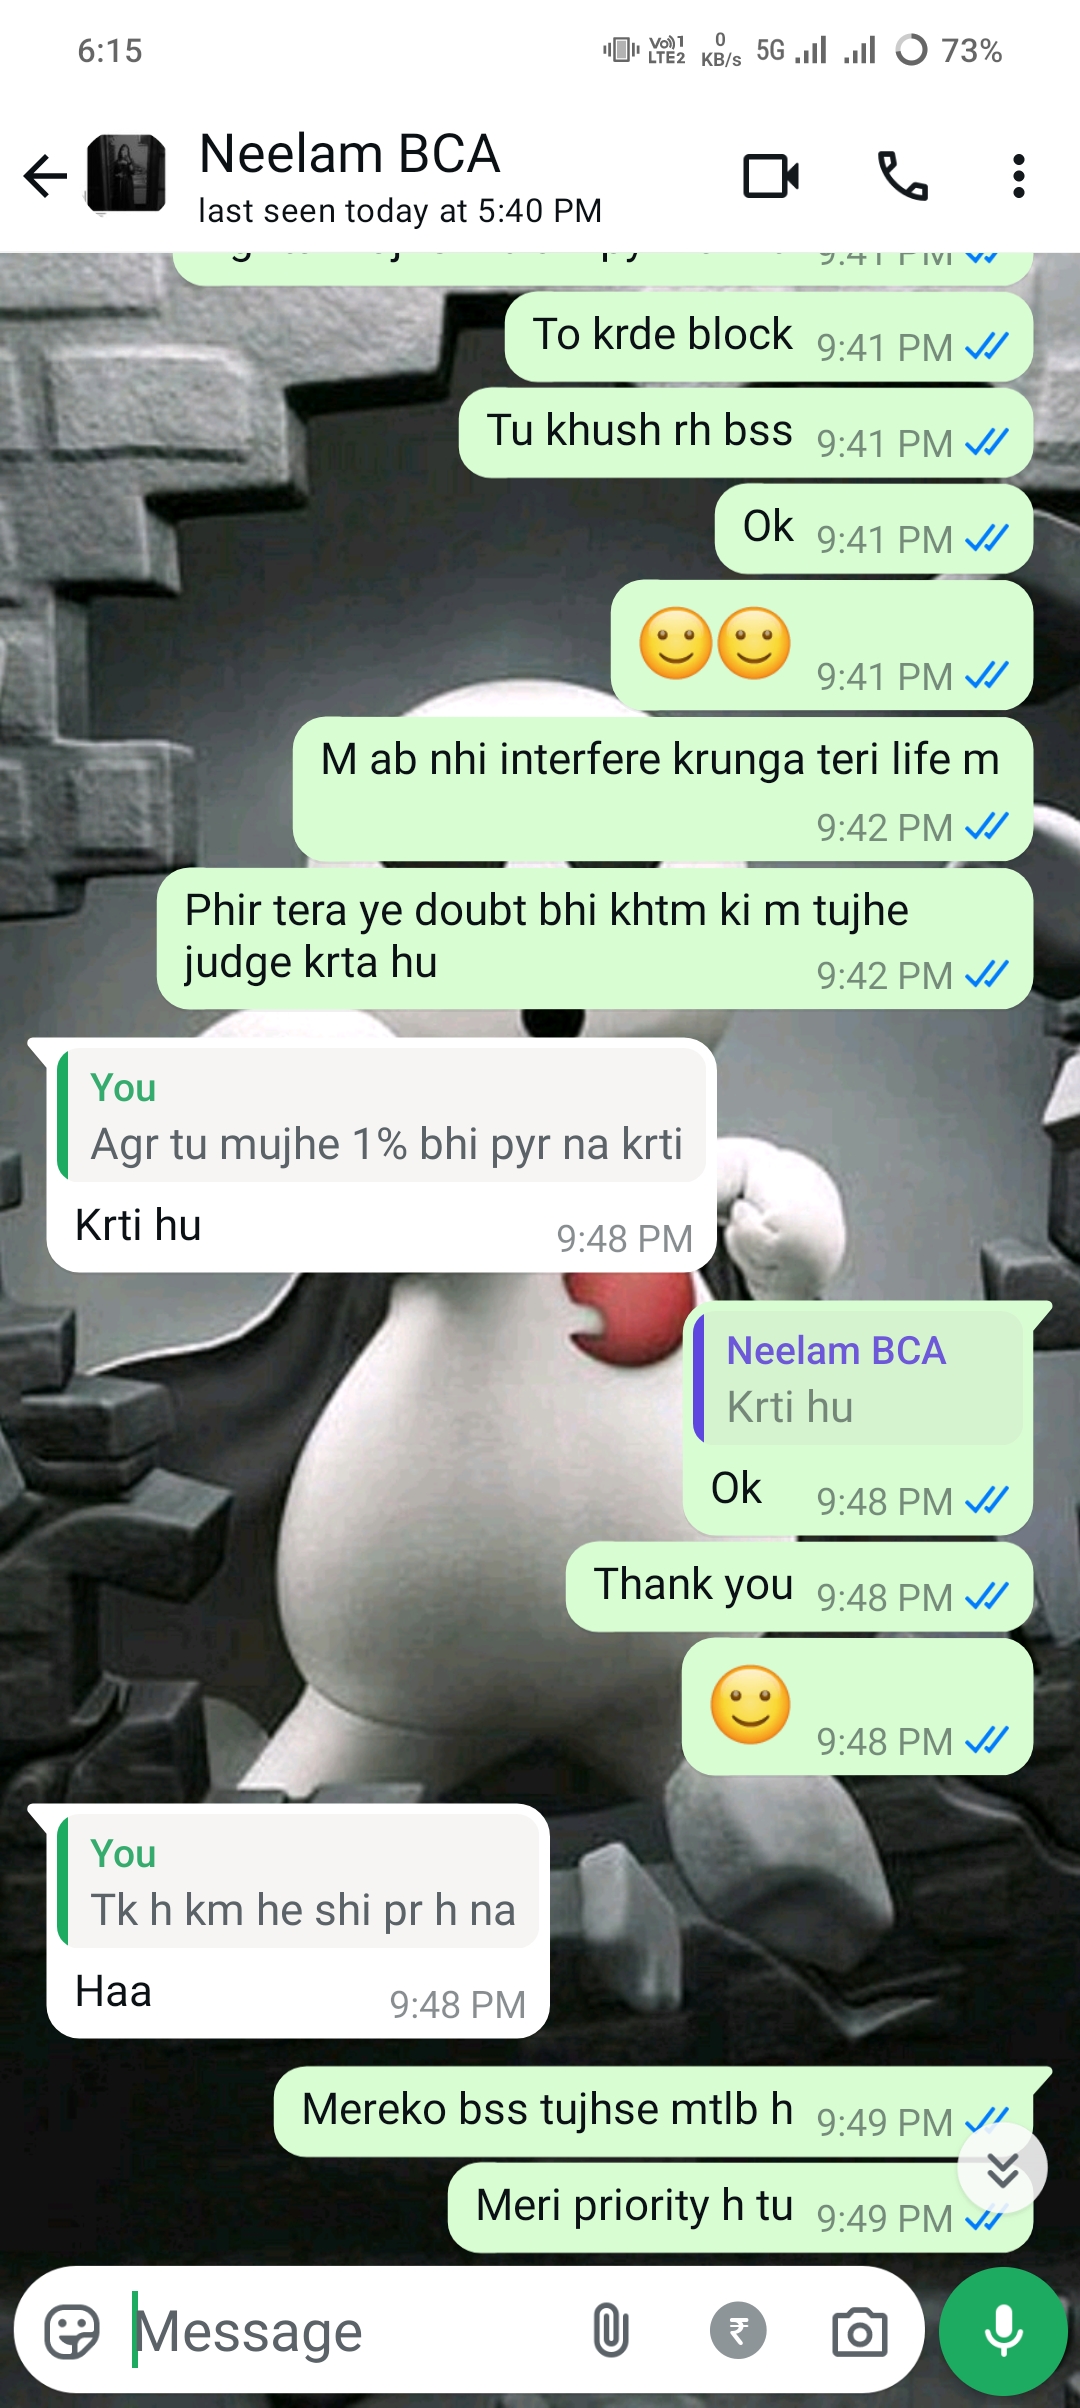 6:15
Vo)) 1
LTE2
0
KB/s
5G
73%
Neelam BCA
last seen today at 5:40 PM
9:41 PM
To krde block 9:41 PM
Tu khush rh bss 9:41 PM
Ok 9:41 PM
🙂🙂 9:41 PM
M ab nhi interfere krunga teri life m
9:42 PM
Phir tera ye doubt bhi khtm ki m tujhe
judge krta hu 9:42 PM
You
Agr tu mujhe 1% bhi pyr na krti
Krti hu 9:48 PM
Neelam BCA
Krti hu
Ok 9:48 PM
Thank you 9:48 PM
🙂 9:48 PM
You
Tk h km he shi pr h na
Haa 9:48 PM
Mereko bss tujhse mtlb h 9:49 PM
Meri priority h tu 9:49 PM
Message
₹